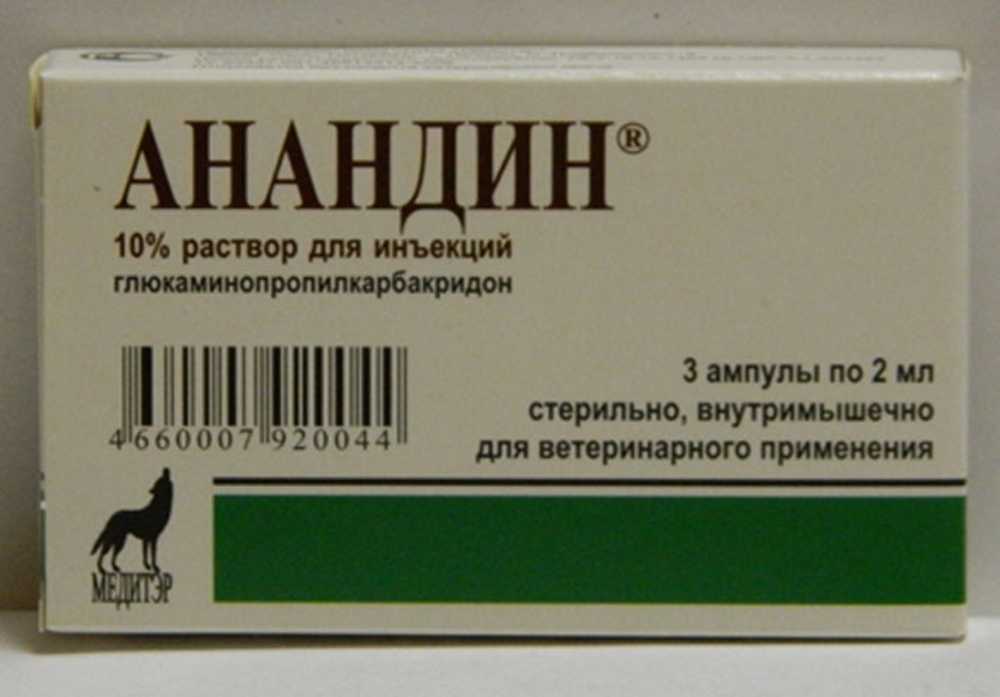 АНАНДИН®
10% раствор для инъекций
глюкаминопропилкарбакридон
3 ампулы по 2 мл
стерильно, внутримышечно
для ветеринарного применения
4 660007 920044
МЕДИТЭР